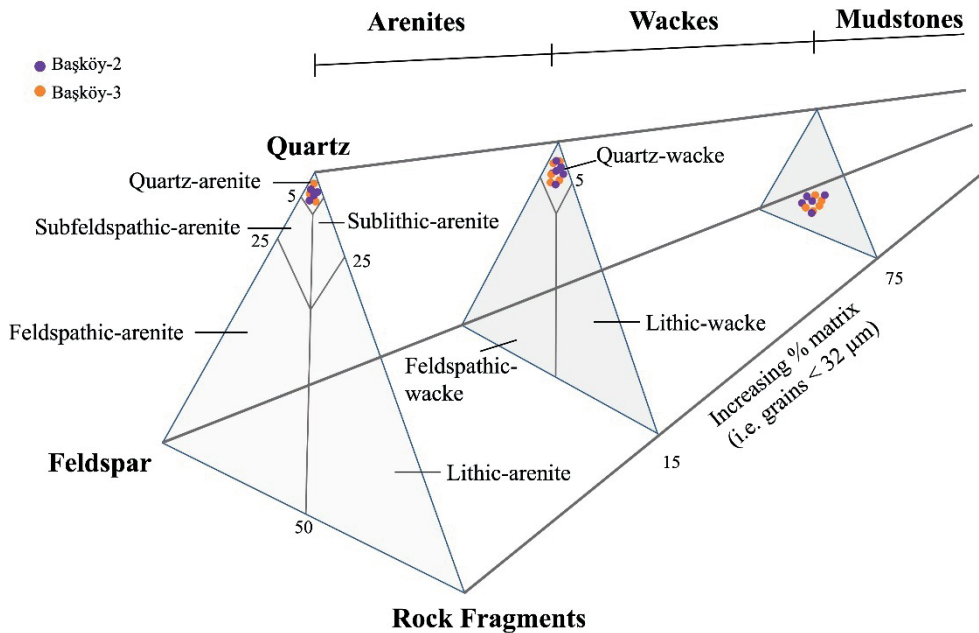 Arenites
Wackes
Mudstones
Başköy-2
Başköy-3
Quartz
Quartz-arenite
5
Subfeldspathic-arenite
25
Sublithic-arenite
25
Feldspathic-arenite
Lithic-arenite
Feldspar
50
Rock Fragments
Quartz-wacke
5
Lithic-wacke
Feldspathic-
wacke
15
75
Increasing % matrix
(i.e. grains < 32 µm)